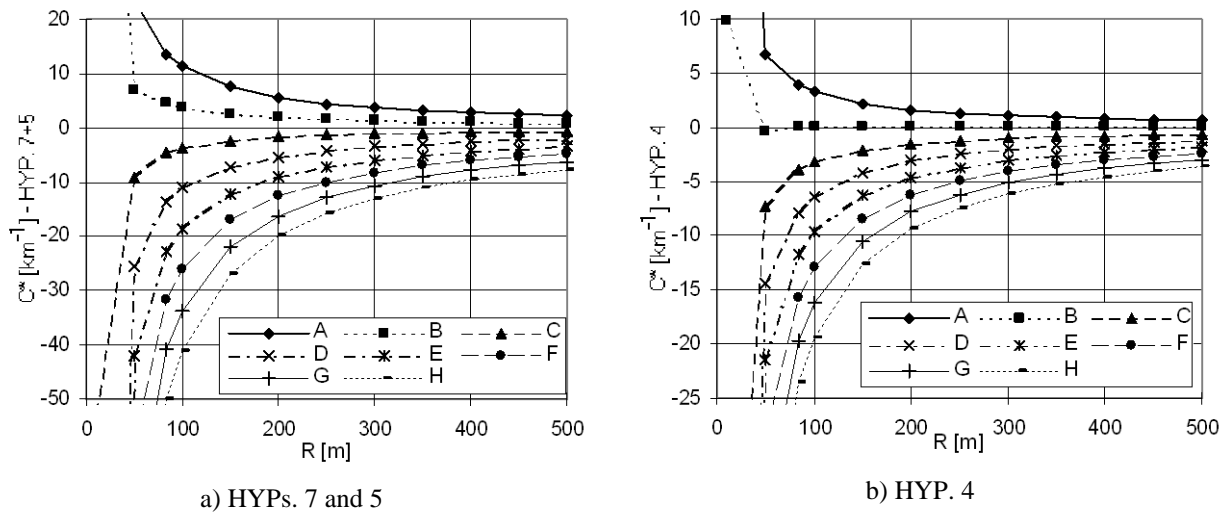 C^w [km^-1] - HYP. 7+5
20
10
0
-10
-20
-30
-40
-50
0 100 200 300 400 500
R [m]
A B C
D E F
G H
a) HYPs. 7 and 5
C^w [km^-1] - HYP. 4
10
5
0
-5
-10
-15
-20
-25
0 100 200 300 400 500
R [m]
A B C
D E F
G H
b) HYP. 4